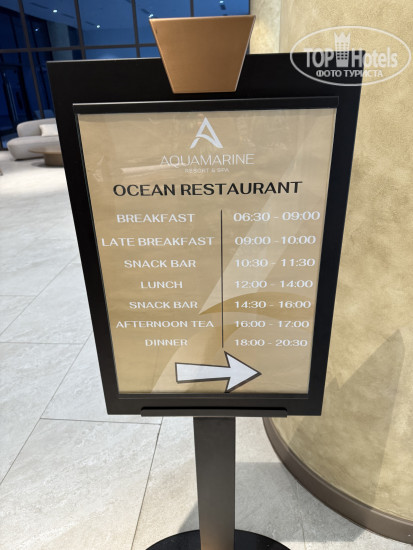 TOPHotels
ФОТО ТУРИСТА
AQUAMARINE
RESORT & SPA
OCEAN RESTAURANT
BREAKFAST 06:30 - 09:00
LATE BREAKFAST 09:00 - 10:00
SNACK BAR 10:30 - 11:30
LUNCH 12:00 - 14:00
SNACK BAR 14:30 - 16:00
AFTERNOON TEA 16:00 - 17:00
DINNER 18:00 - 20:30